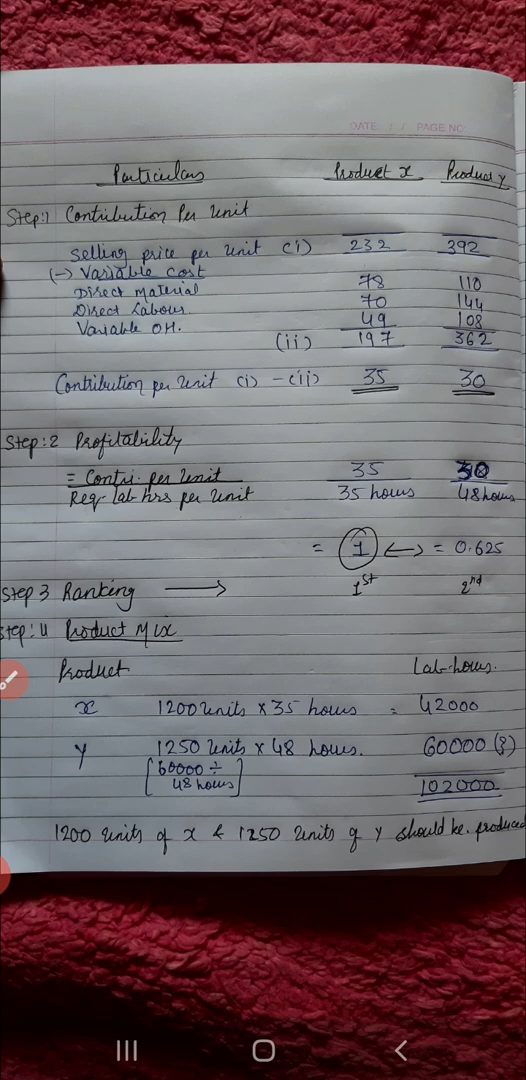 DATE: / / PAGE NO:
Particulars Product x Product y
Step:1 Contribution Per Unit
Selling price per unit (i) 232 392
(-) Variable Cost
Direct Material 78 110
Direct Labour 70 144
Variable OH. 49 108
(ii) 197 362
Contribution per Unit (i) - (ii) 35 30
Step:2 Profitability
= Contri. per Unit 35 30
Req. Lab hrs per Unit 35 hours 48 hours
= 1 <-> = 0.625
Step 3 Ranking → 1st 2nd
Step:4 Product Mix
Product Lab-hours.
x 1200 Units × 35 hours = 42000
Y 1250 Units × 48 hours. 60000 (})
[60000 ÷
48 hours] 102000
1200 Units of x & 1250 Units of Y should be. produced